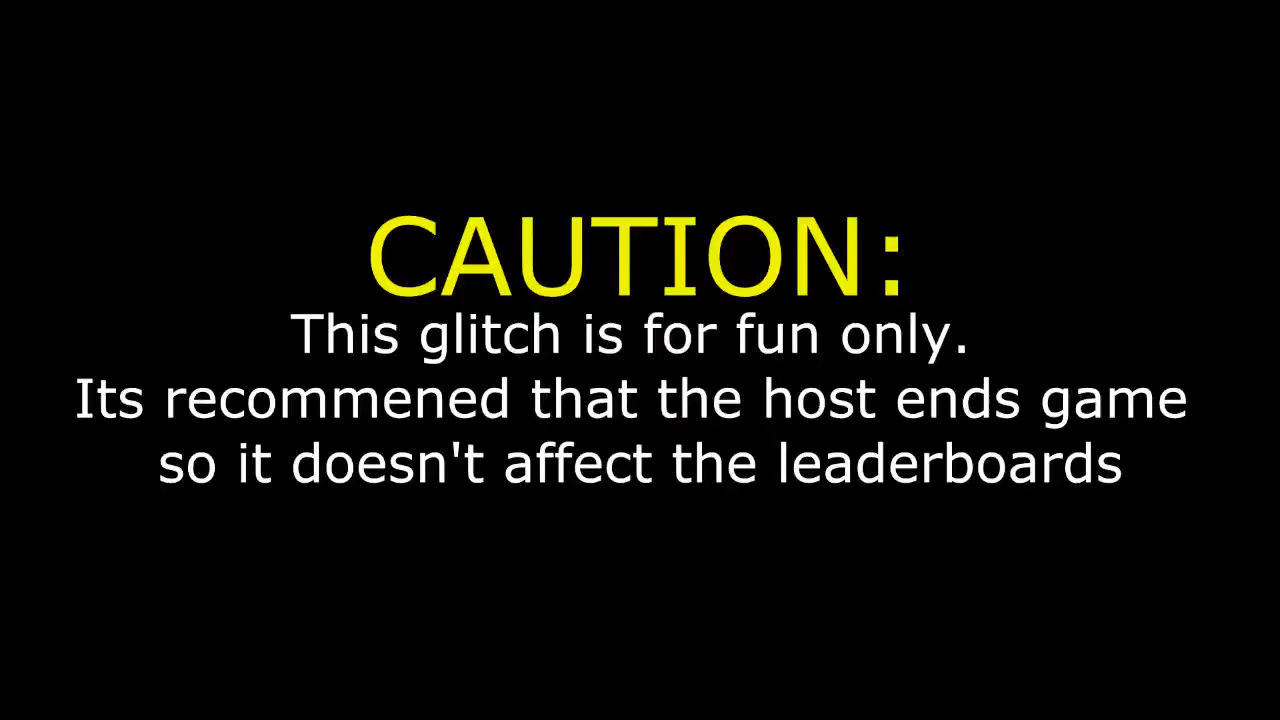 CAUTION:
This glitch is for fun only.
Its recommened that the host ends game
so it doesn't affect the leaderboards